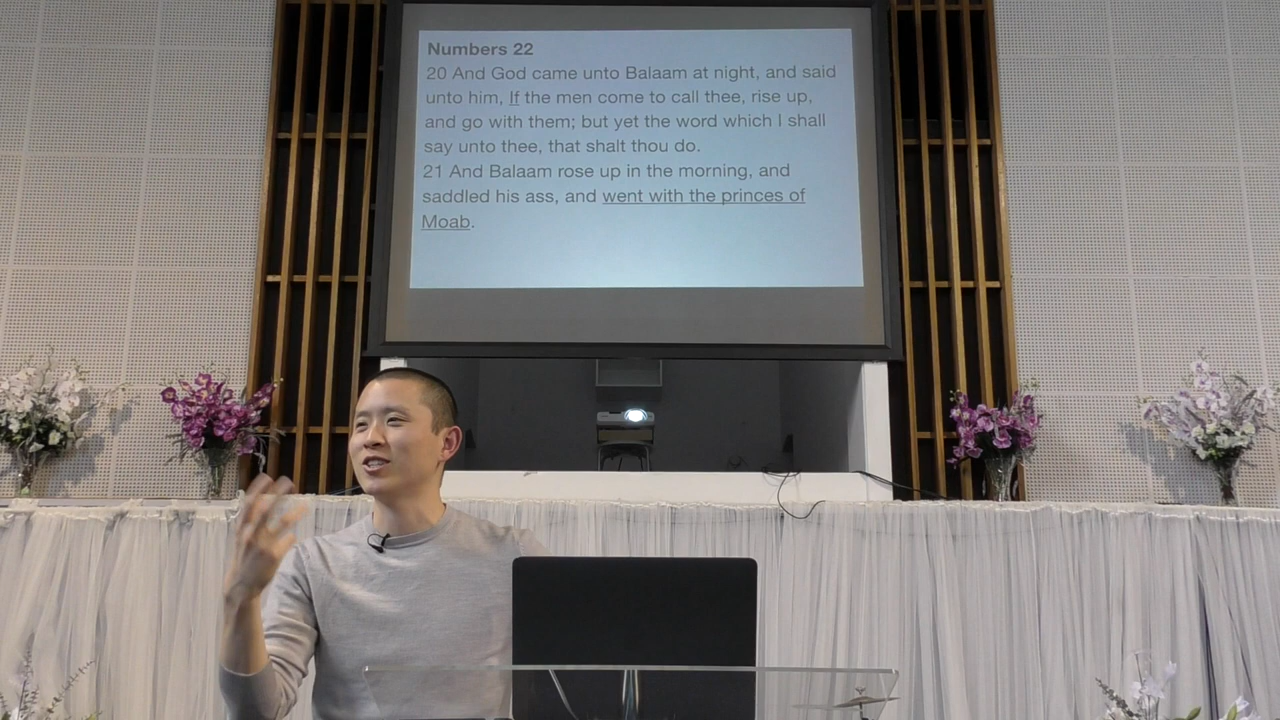 Numbers 22
20 And God came unto Balaam at night, and said
unto him, If the men come to call thee, rise up,
and go with them; but yet the word which I shall
say unto thee, that shalt thou do.
21 And Balaam rose up in the morning, and
saddled his ass, and went with the princes of
Moab.